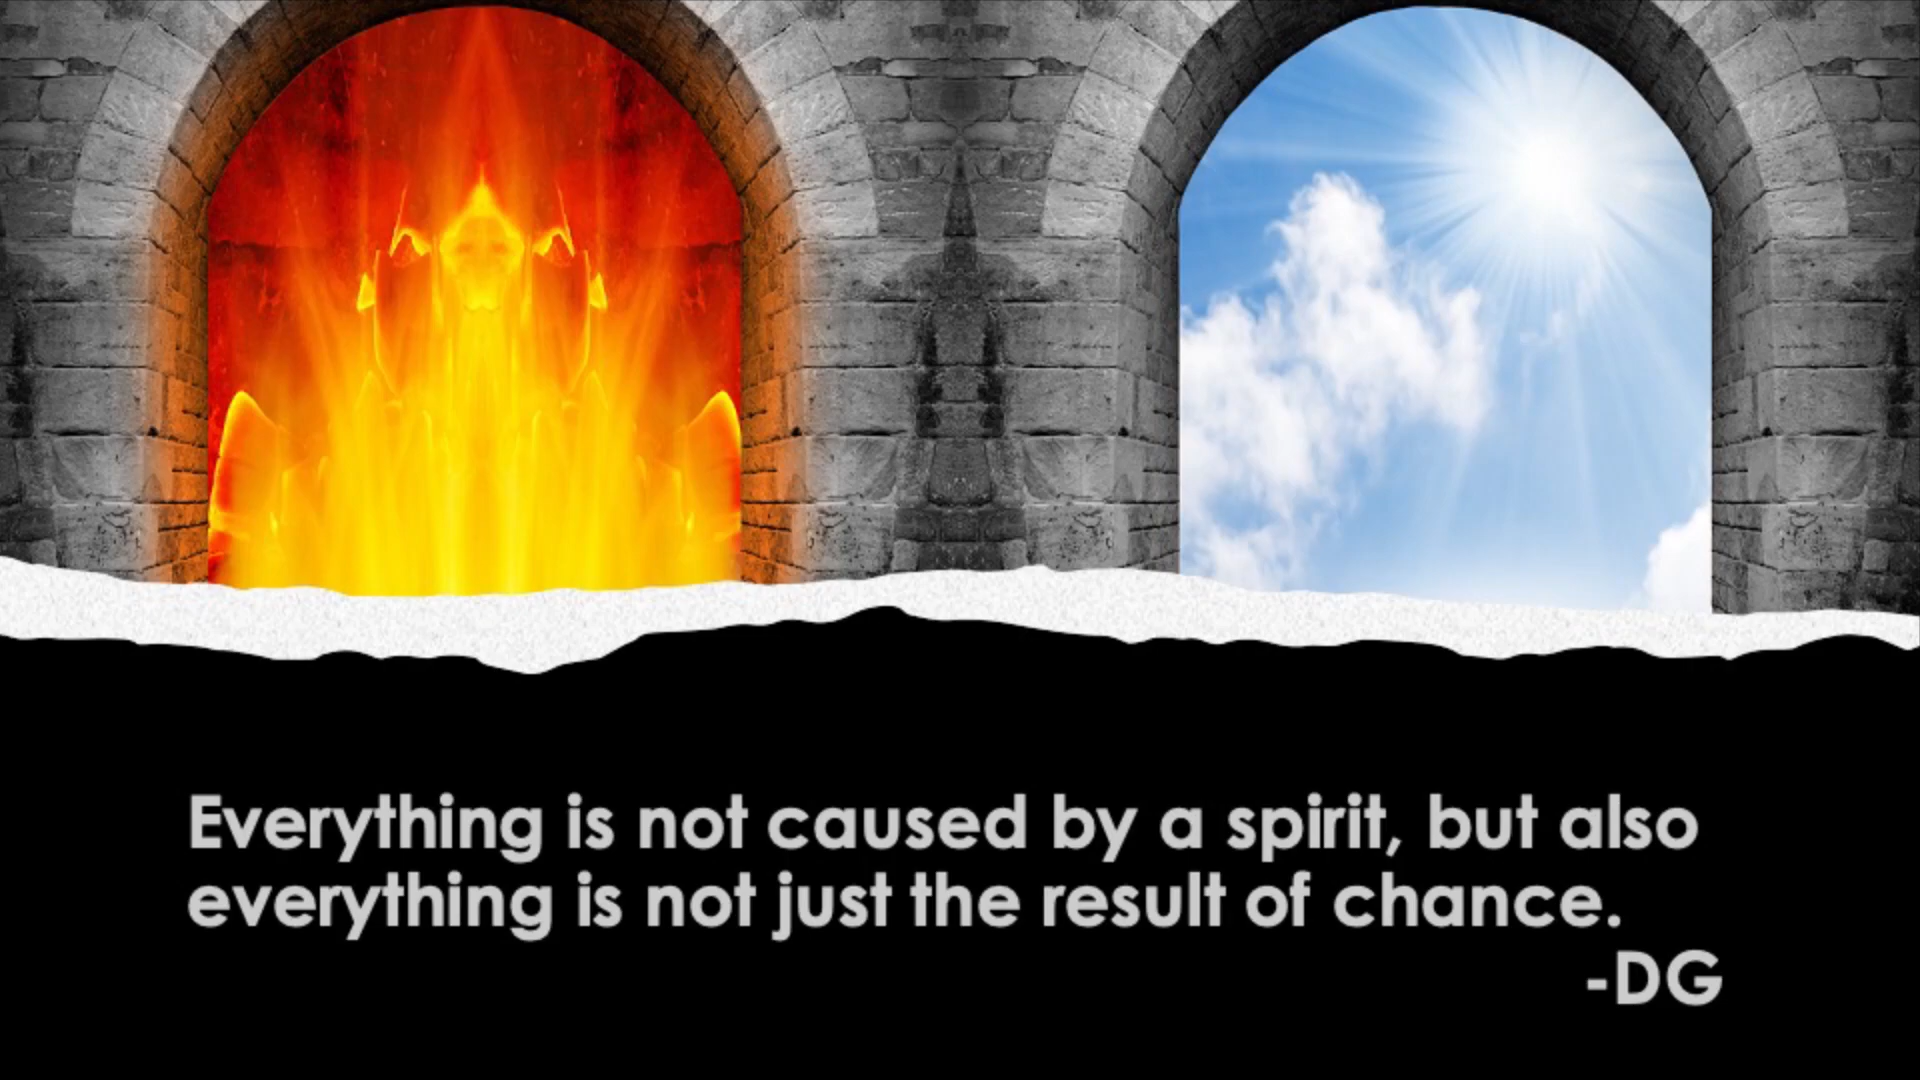 Everything is not caused by a spirit, but also
everything is not just the result of chance.
-DG